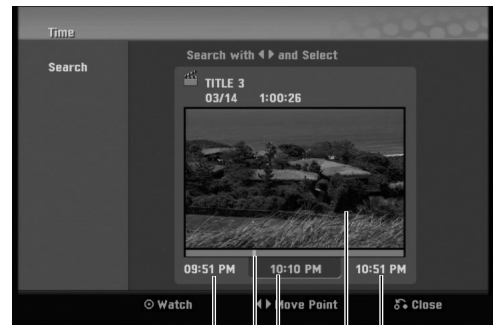 Time
Search
Search with ◀ ▶ and Select
TITLE 3
03/14 1:00:26
09:51 PM 10:10 PM 10:51 PM
⊙ Watch ◀ ▶ Move Point Close